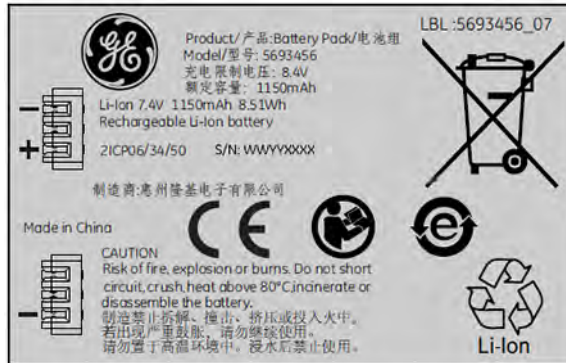 GE
LBL :5693456_07
Product/ 产品:Battery Pack/电池组
Model/型号: 5693456
充电限制电压: 8.4V
额定容量: 1150mAh
Li-Ion 7.4V 1150mAh 8.51Wh
Rechargeable Li-Ion battery
−
+
2ICP06/34/50 S/N: WWYYXXXX
制造商:惠州隆基电子有限公司
Made in China
CE
e
CAUTION
Risk of fire, explosion or burns. Do not short
circuit, crush, heat above 80°C,incinerate or
disassemble the battery.
制造禁止拆解、撞击、挤压或投入火中。
若出现严重鼓胀, 请勿继续使用。
请勿置于高温环境中。浸水后禁止使用。
−
Li-Ion